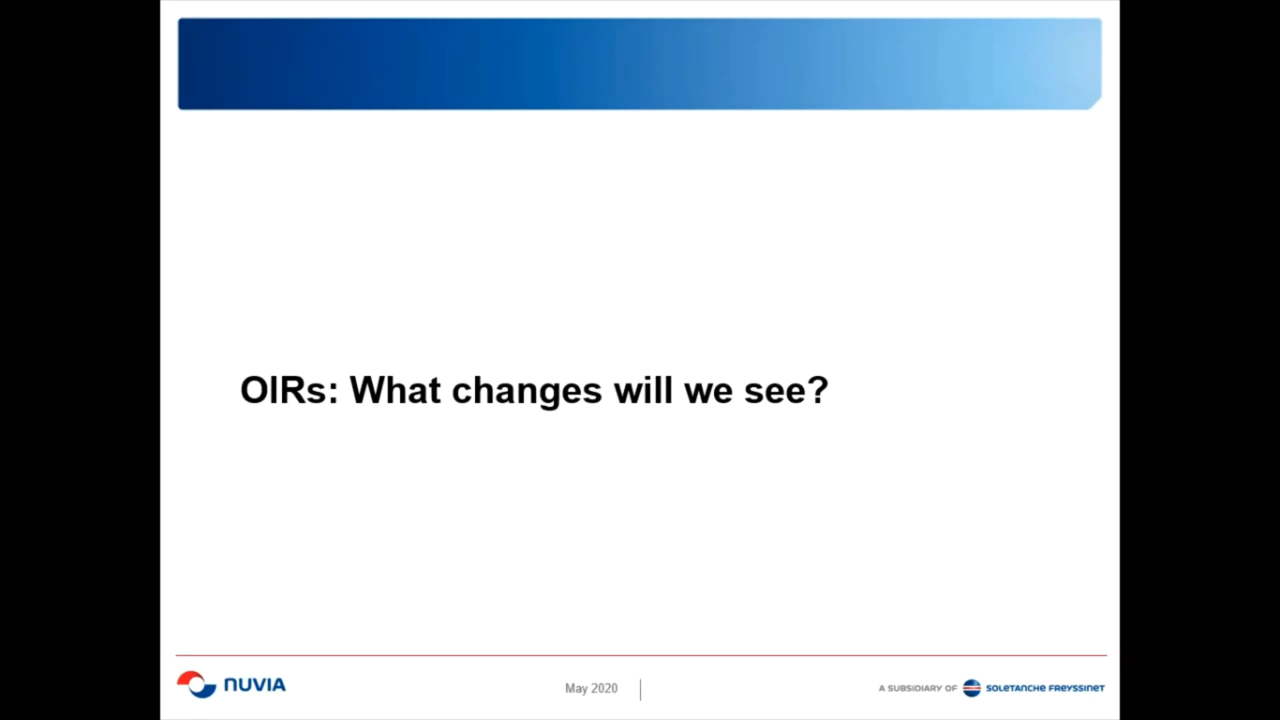 OIRs: What changes will we see?
NUVIA
May 2020
A SUBSIDIARY OF SOLETANCHE FREYSSINET